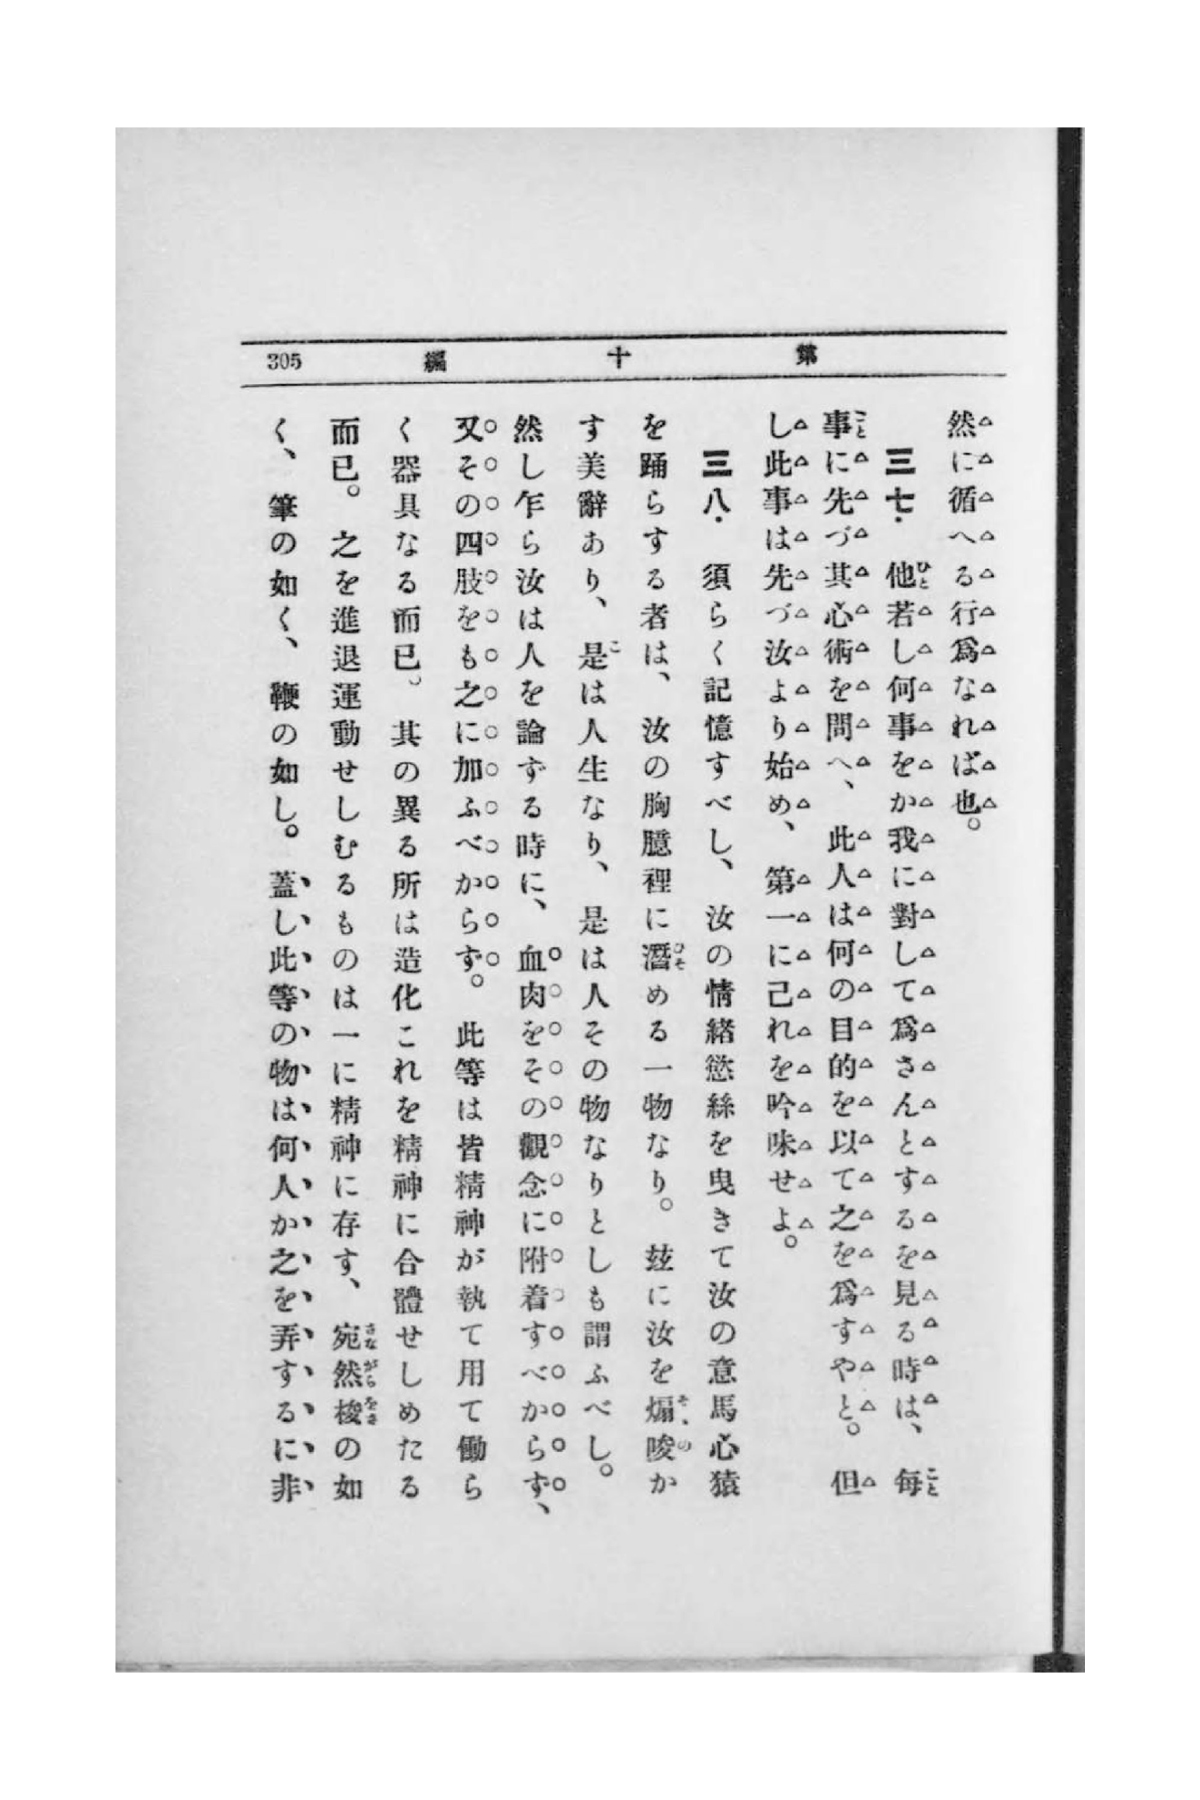 第十編
305
然に循へる行爲なれば也。
三七. 他若し何事をか我に對して爲さんとするを見る時は、每
事に先づ其心術を問へ、此人は何の目的を以て之を爲すやと。但
し此事は先づ汝より始め、第一に己れを吟味せよ。
三八. 須らく記憶すべし、汝の情緖慾絲を曳きて汝の意馬心猿
を踊らする者は、汝の胸臆裡に潛める一物なり。玆に汝を煽唆か
す美辭あり、是は人生なり、是は人その物なりとしも謂ふべし。
然し乍ら汝は人を論ずる時に、血肉をその觀念に附着すべからず、
又その四肢をも之に加ふべからず。此等は皆精神が執て用て働ら
く器具なる而已。其の異る所は造化これを精神に合體せしめたる
而已。之を進退運動せしむるものは一に精神に存す、宛然梭の如
く、筆の如く、鞭の如し。蓋し此等の物は何人か之を弄するに非